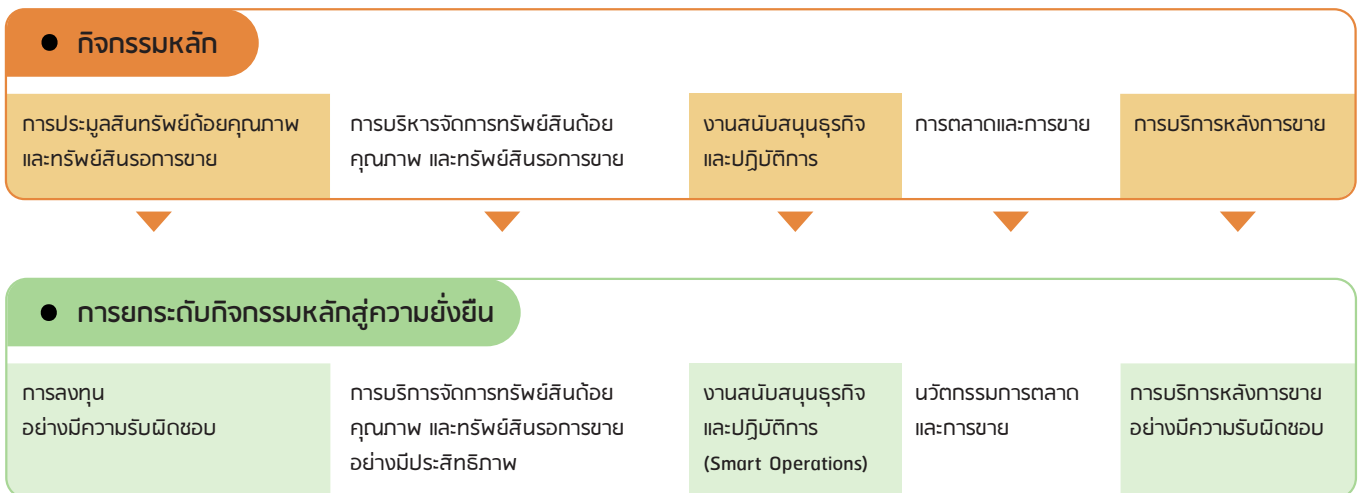 ● กิจกรรมหลัก
การประมูลสินทรัพย์ด้อยคุณภาพ
และทรัพย์สินรอการขาย
การบริหารจัดการทรัพย์สินด้อย
คุณภาพ และทรัพย์สินรอการขาย
งานสนับสนุนธุรกิจ
และปฏิบัติการ
การตลาดและการขาย
การบริการหลังการขาย
● การยกระดับกิจกรรมหลักสู่ความยั่งยืน
การลงทุน
อย่างมีความรับผิดชอบ
การบริการจัดการทรัพย์สินด้อย
คุณภาพ และทรัพย์สินรอการขาย
อย่างมีประสิทธิภาพ
งานสนับสนุนธุรกิจ
และปฏิบัติการ
(Smart Operations)
นวัตกรรมการตลาด
และการขาย
การบริการหลังการขาย
อย่างมีความรับผิดชอบ